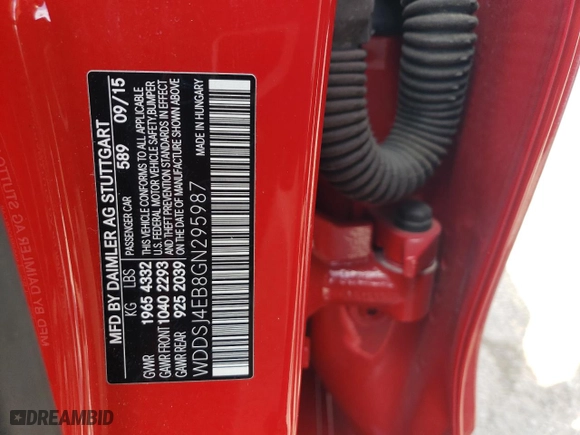 MFD BY DAIMLER AG STUTTGART
PASSENGER CAR 589 09/15
KG LBS THIS VEHICLE CONFORMS TO ALL APPLICABLE
GVWR 1965 4332 U.S. FEDERAL MOTOR VEHICLE SAFETY,BUMPER
GAWR FRONT 1040 2293 AND THEFT PREVENTION STANDARDS IN EFFECT
GAWR REAR 925 2039 ON THE DATE OF MANUFACTURE SHOWN ABOVE
WDDSJ4EB8GN295987 MADE IN HUNGARY
DREAMBID